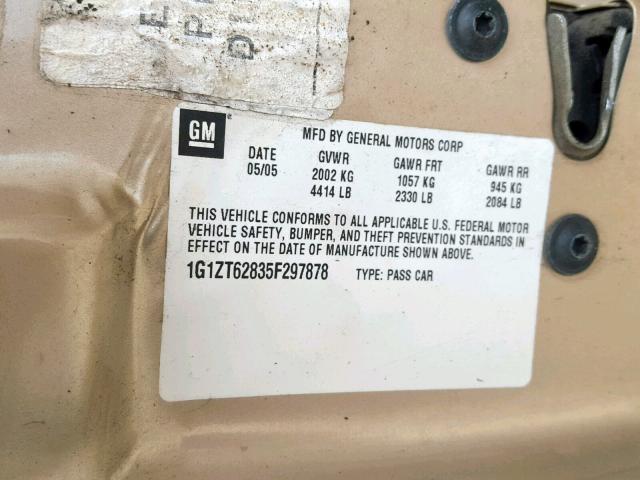 E
P
D
GM
MFD BY GENERAL MOTORS CORP
DATE GVWR GAWR FRT GAWR RR
05/05 2002 KG 1057 KG 945 KG
4414 LB 2330 LB 2084 LB
THIS VEHICLE CONFORMS TO ALL APPLICABLE U.S. FEDERAL MOTOR
VEHICLE SAFETY, BUMPER, AND THEFT PREVENTION STANDARDS IN
EFFECT ON THE DATE OF MANUFACTURE SHOWN ABOVE.
1G1ZT62835F297878 TYPE: PASS CAR